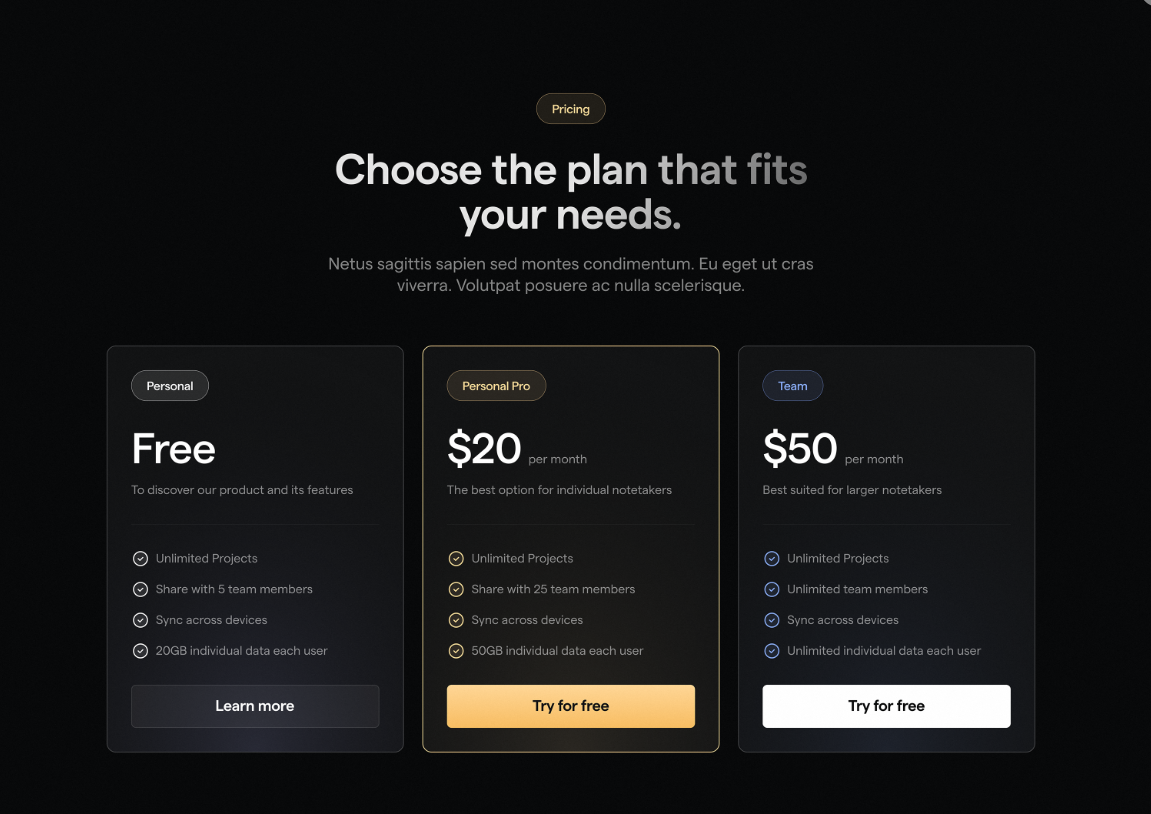 Pricing
Choose the plan that fits
your needs.
Netus sagittis sapien sed montes condimentum. Eu eget ut cras
viverra. Volutpat posuere ac nulla scelerisque.
Personal
Free
To discover our product and its features
Unlimited Projects
Share with 5 team members
Sync across devices
20GB individual data each user
Learn more
Personal Pro
$20 per month
The best option for individual notetakers
Unlimited Projects
Share with 25 team members
Sync across devices
50GB individual data each user
Try for free
Team
$50 per month
Best suited for larger notetakers
Unlimited Projects
Unlimited team members
Sync across devices
Unlimited individual data each user
Try for free